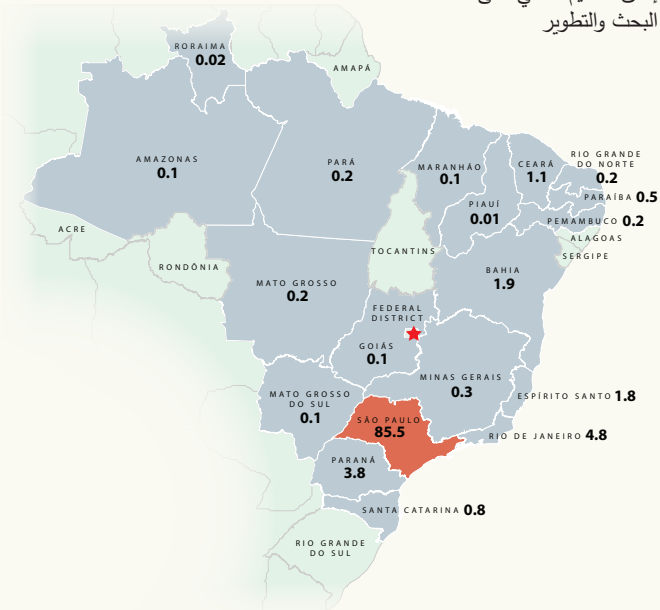 البحث والتطوير
RORAIMA
0.02
AMAPÁ
AMAZONAS
0.1
PARÁ
0.2
MARANHÃO
0.1
CEARÁ
1.1
RIO GRANDE
DO NORTE
0.2
PIAUÍ
0.01
PARAÍBA 0.5
PEMAMBUCO 0.2
ALAGOAS
SERGIPE
ACRE
RONDÔNIA
TOCANTINS
MATO GROSSO
0.2
BAHIA
1.9
FEDERAL
DISTRICT
GOIÁS
0.1
MINAS GERAIS
0.3
MATO GROSSO
DO SUL
0.1
ESPÍRITO SANTO 1.8
SÃO PAULO
85.5
RIO DE JANEIRO 4.8
PARANÁ
3.8
SANTA CATARINA 0.8
RIO GRANDE
DO SUL